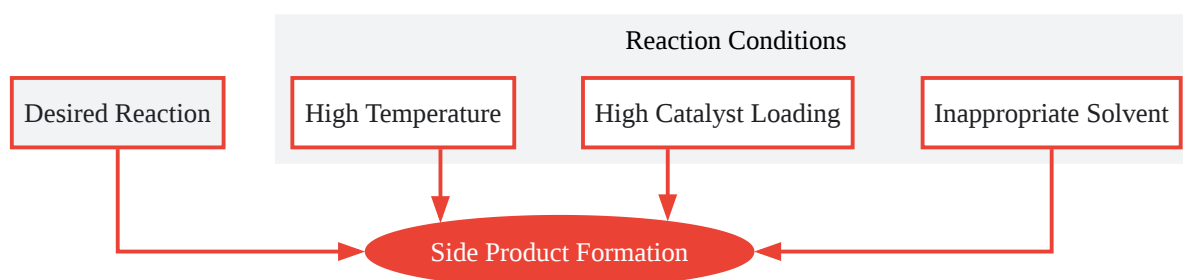 Reaction Conditions
Desired Reaction
High Temperature
High Catalyst Loading
Inappropriate Solvent
Side Product Formation